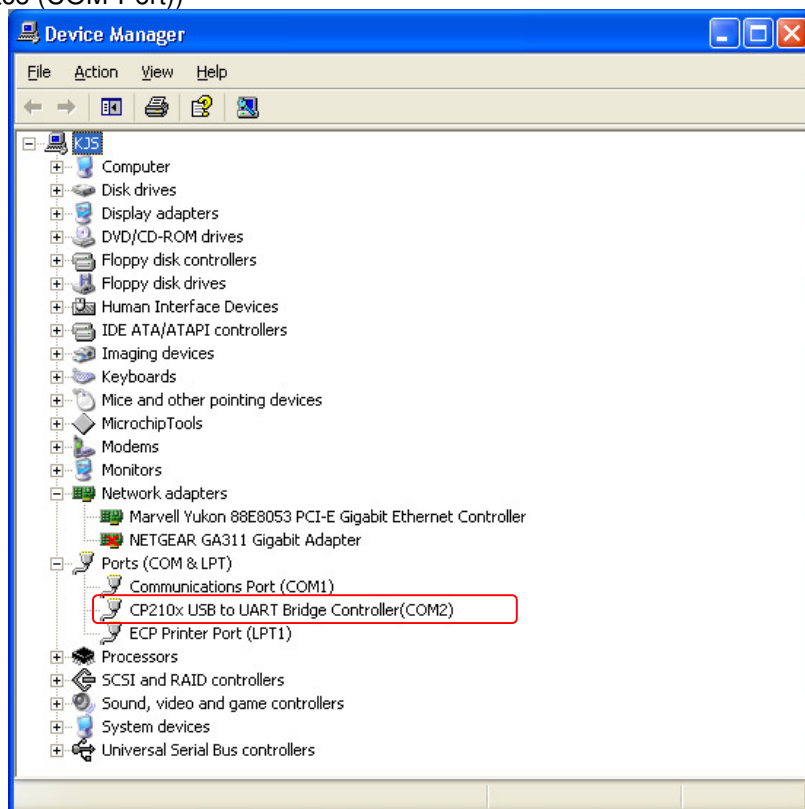 (COM Port))
Device Manager
File Action View Help
KJS
Computer
Disk drives
Display adapters
DVD/CD-ROM drives
Floppy disk controllers
Floppy disk drives
Human Interface Devices
IDE ATA/ATAPI controllers
Imaging devices
Keyboards
Mice and other pointing devices
MicrochipTools
Modems
Monitors
Network adapters
Marvell Yukon 88E8053 PCI-E Gigabit Ethernet Controller
NETGEAR GA311 Gigabit Adapter
Ports (COM & LPT)
Communications Port (COM1)
CP210x USB to UART Bridge Controller(COM2)
ECP Printer Port (LPT1)
Processors
SCSI and RAID controllers
Sound, video and game controllers
System devices
Universal Serial Bus controllers